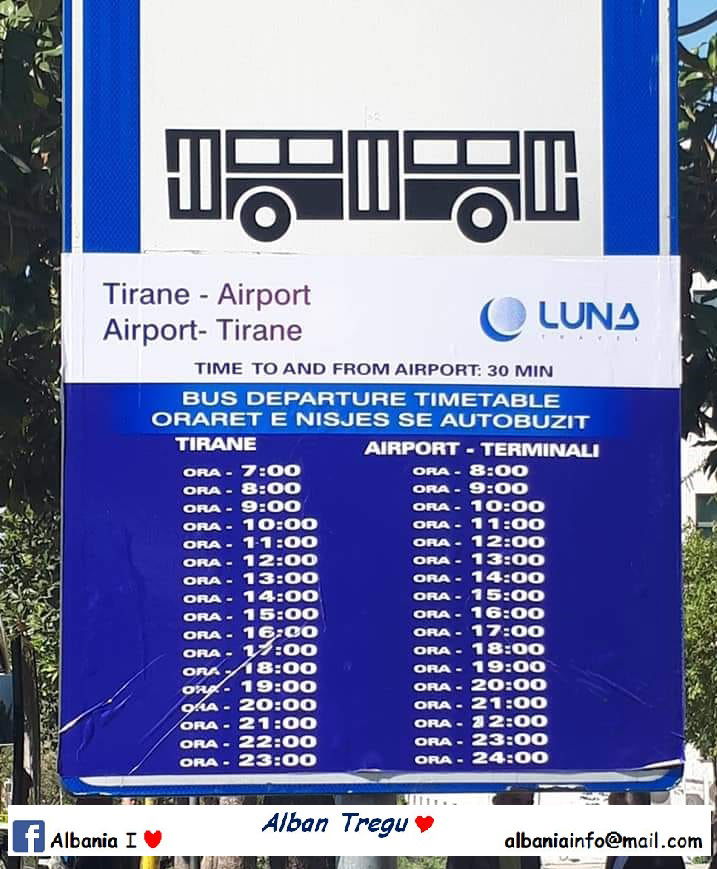 Tirane - Airport
Airport- Tirane
LUNA
TRAVEL
TIME TO AND FROM AIRPORT: 30 MIN
BUS DEPARTURE TIMETABLE
ORARET E NISJES SE AUTOBUZIT
TIRANE
ORA - 7:00
ORA - 8:00
ORA - 9:00
ORA - 10:00
ORA - 11:00
ORA - 12:00
ORA - 13:00
ORA - 14:00
ORA - 15:00
ORA - 16:00
ORA - 17:00
ORA - 18:00
ORA - 19:00
ORA - 20:00
ORA - 21:00
ORA - 22:00
ORA - 23:00
AIRPORT - TERMINALI
ORA - 8:00
ORA - 9:00
ORA - 10:00
ORA - 11:00
ORA - 12:00
ORA - 13:00
ORA - 14:00
ORA - 15:00
ORA - 16:00
ORA - 17:00
ORA - 18:00
ORA - 19:00
ORA - 20:00
ORA - 21:00
ORA - 22:00
ORA - 23:00
ORA - 24:00
f Albania I ❤
Alban Tregu ❤
albaniainfo@mail.com